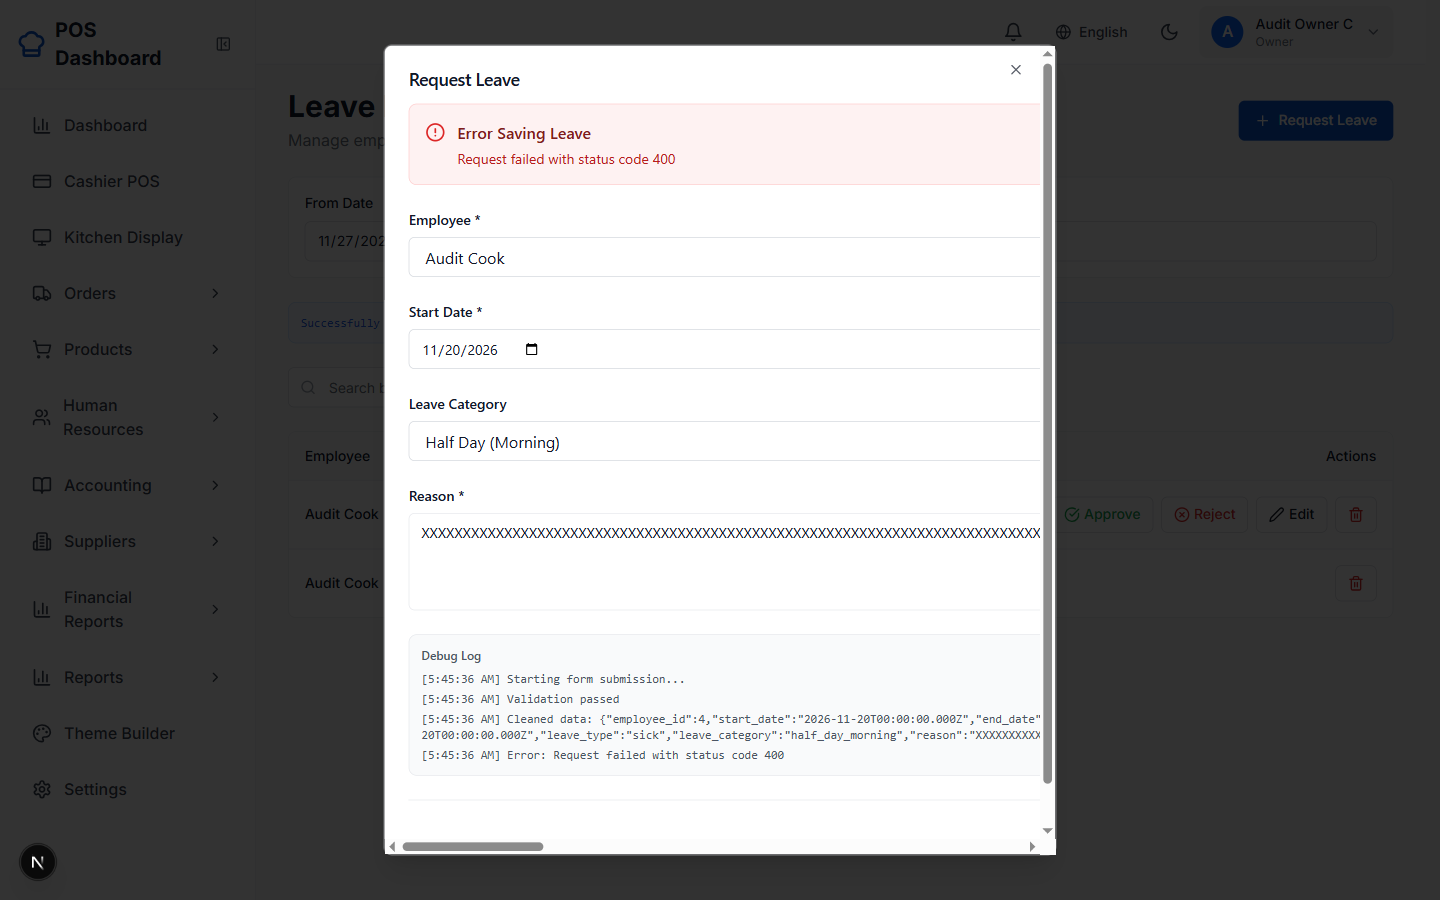 POS
Dashboard
English
A
Audit Owner C
Owner
Dashboard
Cashier POS
Kitchen Display
Orders
Products
Human
Resources
Accounting
Suppliers
Financial
Reports
Reports
Theme Builder
Settings
N
Leave
Manage emp
Request Leave
From Date
11/27/202
Successfully
Search b
Employee
Actions
Audit Cook
Approve
Reject
Edit
Audit Cook
Request Leave
Error Saving Leave
Request failed with status code 400
Employee *
Audit Cook
Start Date *
11/20/2026
Leave Category
Half Day (Morning)
Reason *
XXXXXXXXXXXXXXXXXXXXXXXXXXXXXXXXXXXXXXXXXXXXXXXXXXXXXXXXXXXXXXXXXXXXXXXXXXX
Debug Log
[5:45:36 AM] Starting form submission...
[5:45:36 AM] Validation passed
[5:45:36 AM] Cleaned data: {"employee_id":4,"start_date":"2026-11-20T00:00:00.000Z","end_date"
20T00:00:00.000Z","leave_type":"sick","leave_category":"half_day_morning","reason":"XXXXXXXXXX
[5:45:36 AM] Error: Request failed with status code 400